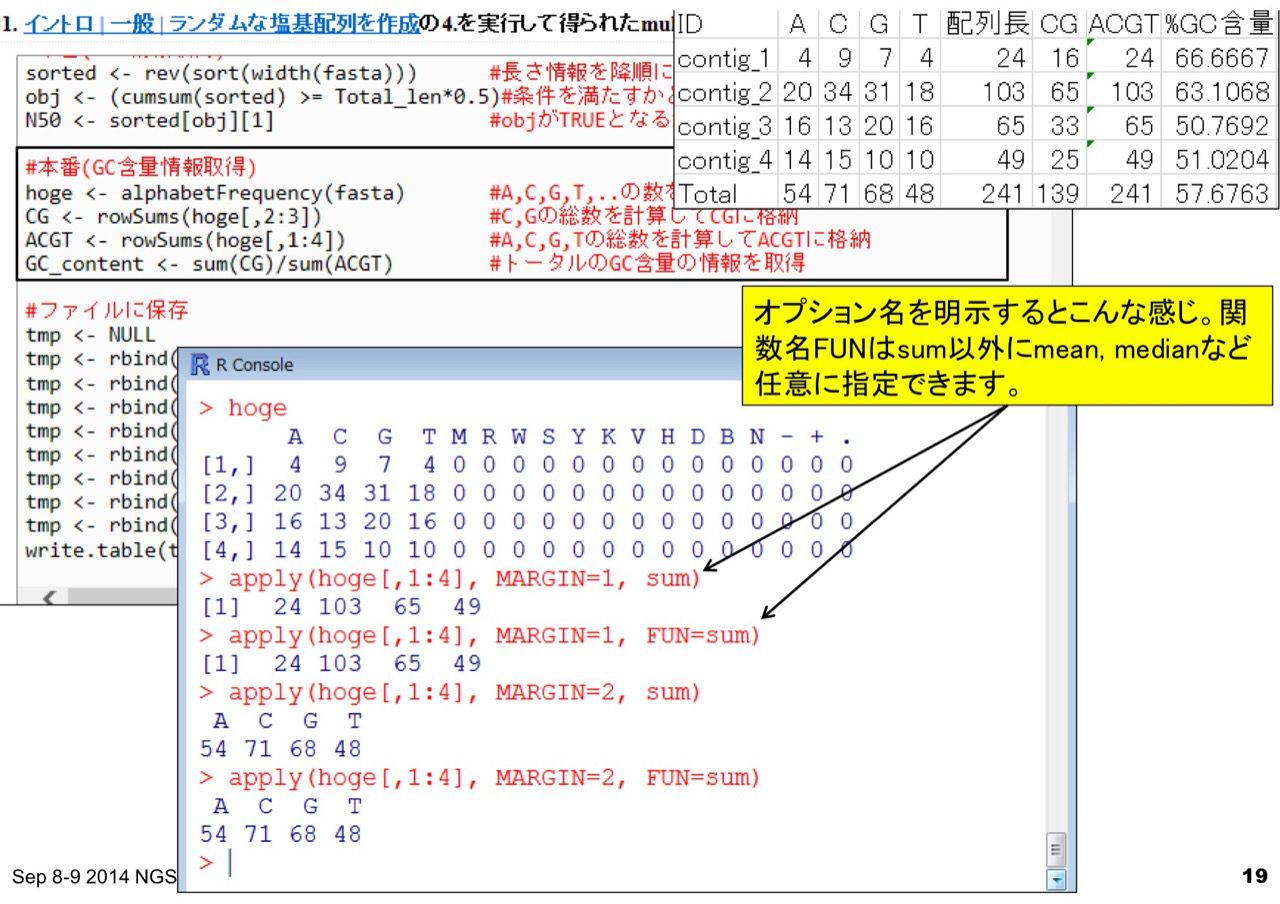 1. イントロ | 一般 | ランダムな塩基配列を作成の4.を実行して得られたmul
sorted <- rev(sort(width(fasta))) #長さ情報を降順に
obj <- (cumsum(sorted) >= Total_len*0.5)#条件を満たすか
N50 <- sorted[obj][1] #objがTRUEとなる
#本番(GC含量情報取得)
hoge <- alphabetFrequency(fasta) #A,C,G,T,..の数を
CG <- rowSums(hoge[,2:3]) #C,Gの総数を計算してCGに格納
ACGT <- rowSums(hoge[,1:4]) #A,C,G,Tの総数を計算してACGTに格納
GC_content <- sum(CG)/sum(ACGT) #トータルのGC含量の情報を取得
#ファイルに保存
tmp <- NULL
tmp <- rbind(
tmp <- rbind(
tmp <- rbind(
tmp <- rbind(
tmp <- rbind(
tmp <- rbind(
tmp <- rbind(
tmp <- rbind(
write.table(t
ID A C G T 配列長 CG ACGT %GC含量
contig_1 4 9 7 4 24 16 24 66.6667
contig_2 20 34 31 18 103 65 103 63.1068
contig_3 16 13 20 16 65 33 65 50.7692
contig_4 14 15 10 10 49 25 49 51.0204
Total 54 71 68 48 241 139 241 57.6763
オプション名を明示するとこんな感じ。関
数名FUNはsum以外にmean, medianなど
任意に指定できます。
R Console
> hoge
A C G T M R W S Y K V H D B N - + .
[1,] 4 9 7 4 0 0 0 0 0 0 0 0 0 0 0 0 0 0
[2,] 20 34 31 18 0 0 0 0 0 0 0 0 0 0 0 0 0 0
[3,] 16 13 20 16 0 0 0 0 0 0 0 0 0 0 0 0 0 0
[4,] 14 15 10 10 0 0 0 0 0 0 0 0 0 0 0 0 0 0
> apply(hoge[,1:4], MARGIN=1, sum)
[1] 24 103 65 49
> apply(hoge[,1:4], MARGIN=1, FUN=sum)
[1] 24 103 65 49
> apply(hoge[,1:4], MARGIN=2, sum)
A C G T
54 71 68 48
> apply(hoge[,1:4], MARGIN=2, FUN=sum)
A C G T
54 71 68 48
>
Sep 8-9 2014 NGS
19